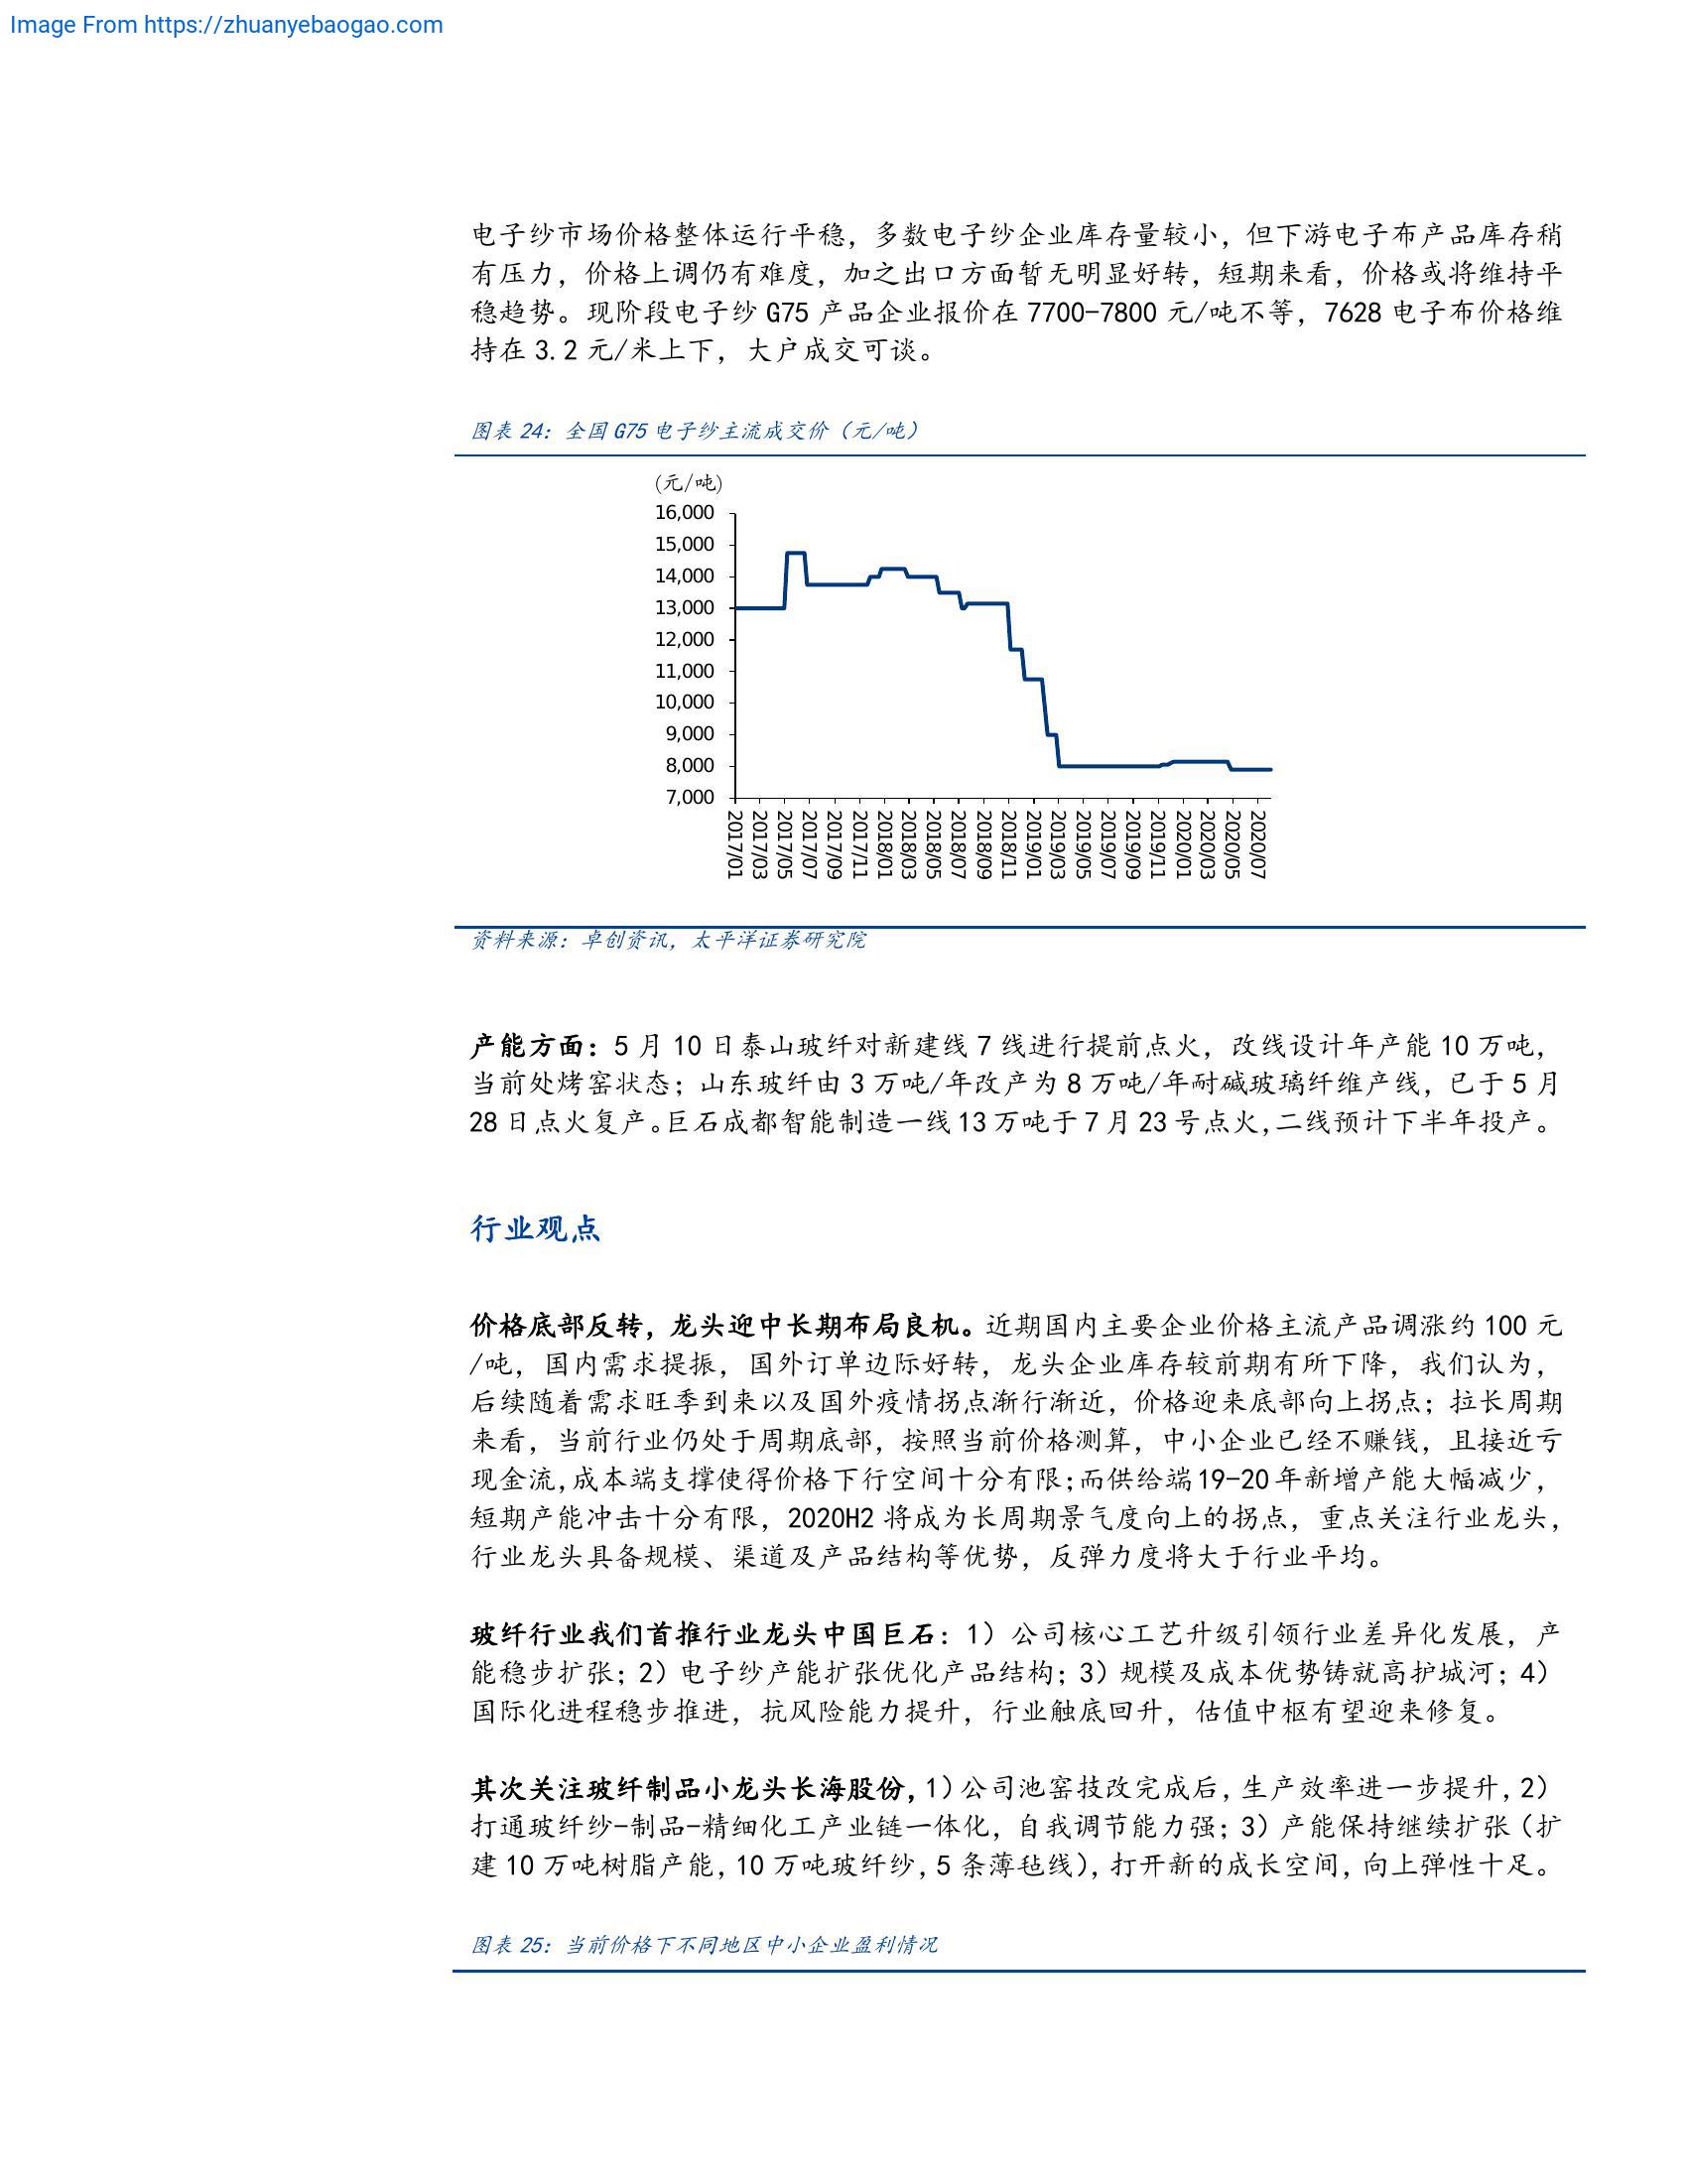 Image From https://zhuanyebaogao.com
电子纱市场价格整体运行平稳，多数电子纱企业库存量较小，但下游电子布产品库存稍
有压力，价格上调仍有难度，加之出口方面暂无明显好转，短期来看，价格或将维持平
稳趋势。现阶段电子纱 G75 产品企业报价在 7700-7800 元/吨不等，7628 电子布价格维
持在 3.2 元/米上下，大户成交可谈。
图表 24：全国 G75 电子纱主流成交价（元/吨）
(元/吨)
16,000
15,000
14,000
13,000
12,000
11,000
10,000
9,000
8,000
7,000
2017/01
2017/03
2017/05
2017/07
2017/09
2017/11
2018/01
2018/03
2018/05
2018/07
2018/09
2018/11
2019/01
2019/03
2019/05
2019/07
2019/09
2019/11
2020/01
2020/03
2020/05
2020/07
资料来源：卓创资讯，太平洋证券研究院
产能方面：5 月 10 日泰山玻纤对新建线 7 线进行提前点火，改线设计年产能 10 万吨，
当前处烤窑状态；山东玻纤由 3 万吨/年改产为 8 万吨/年耐碱玻璃纤维产线，已于 5 月
28 日点火复产。巨石成都智能制造一线 13 万吨于 7 月 23 号点火，二线预计下半年投产。
行业观点
价格底部反转，龙头迎中长期布局良机。近期国内主要企业价格主流产品调涨约 100 元
/吨，国内需求提振，国外订单边际好转，龙头企业库存较前期有所下降，我们认为，
后续随着需求旺季到来以及国外疫情拐点渐行渐近，价格迎来底部向上拐点；拉长周期
来看，当前行业仍处于周期底部，按照当前价格测算，中小企业已经不赚钱，且接近亏
现金流，成本端支撑使得价格下行空间十分有限；而供给端 19-20 年新增产能大幅减少，
短期产能冲击十分有限，2020H2 将成为长周期景气度向上的拐点，重点关注行业龙头，
行业龙头具备规模、渠道及产品结构等优势，反弹力度将大于行业平均。
玻纤行业我们首推行业龙头中国巨石：1）公司核心工艺升级引领行业差异化发展，产
能稳步扩张；2）电子纱产能扩张优化产品结构；3）规模及成本优势铸就高护城河；4）
国际化进程稳步推进，抗风险能力提升，行业触底回升，估值中枢有望迎来修复。
其次关注玻纤制品小龙头长海股份，1）公司池窑技改完成后，生产效率进一步提升，2）
打通玻纤纱-制品-精细化工产业链一体化，自我调节能力强；3）产能保持继续扩张（扩
建 10 万吨树脂产能，10 万吨玻纤纱，5 条薄毡线），打开新的成长空间，向上弹性十足。
图表 25：当前价格下不同地区中小企业盈利情况